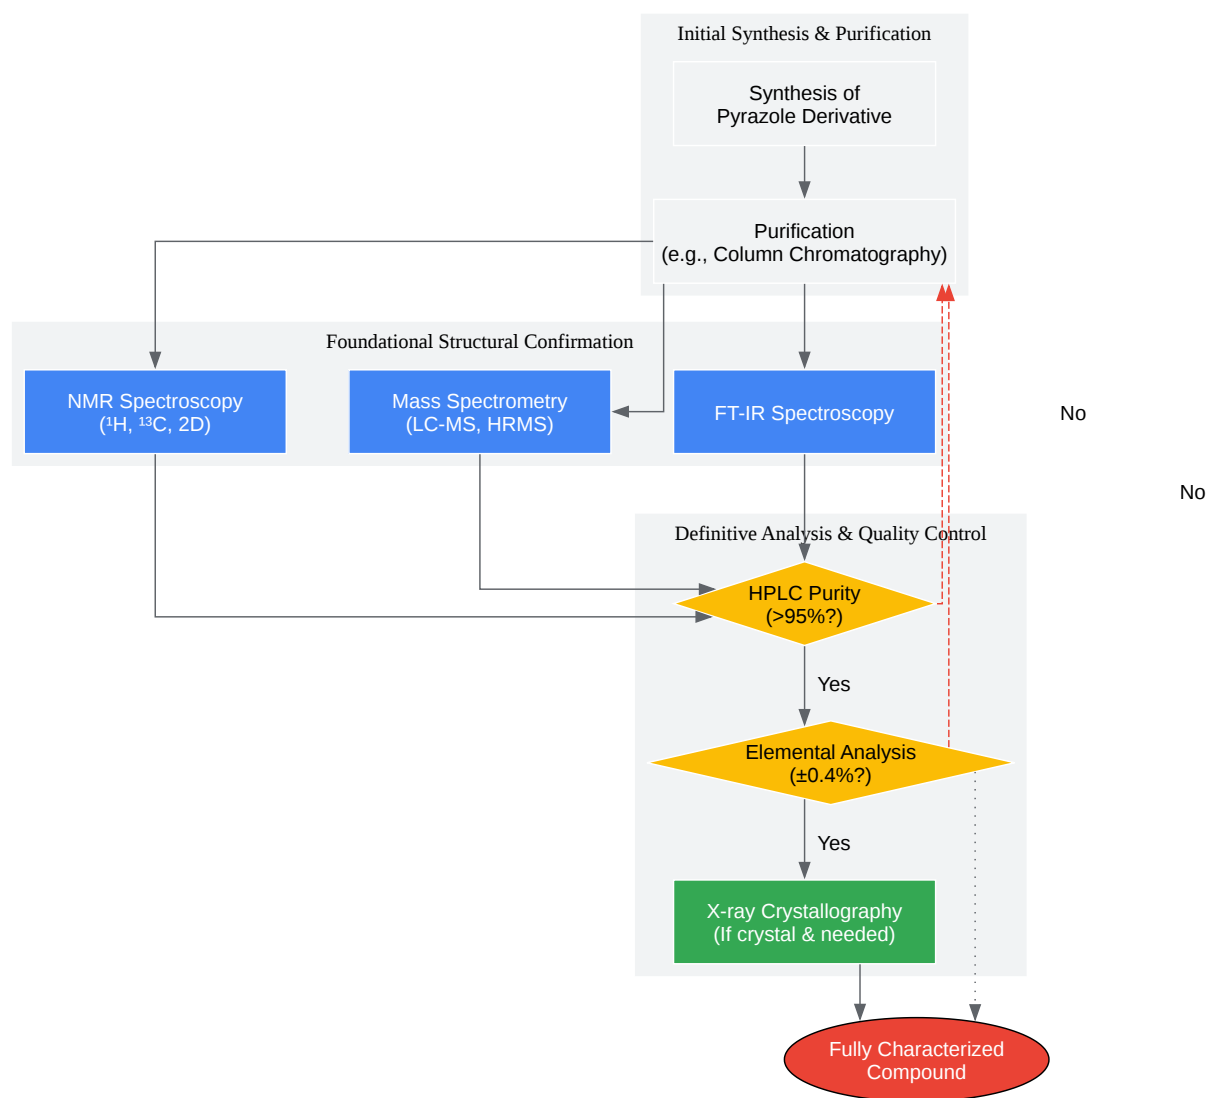 Initial Synthesis & Purification
Synthesis of
Pyrazole Derivative
Purification
(e.g., Column Chromatography)
Foundational Structural Confirmation
NMR Spectroscopy
(¹H, ¹³C, 2D)
Mass Spectrometry
(LC-MS, HRMS)
FT-IR Spectroscopy
No
No
Definitive Analysis & Quality Control
HPLC Purity
(>95%?)
Yes
Elemental Analysis
(±0.4%?)
Yes
X-ray Crystallography
(If crystal & needed)
Fully Characterized
Compound